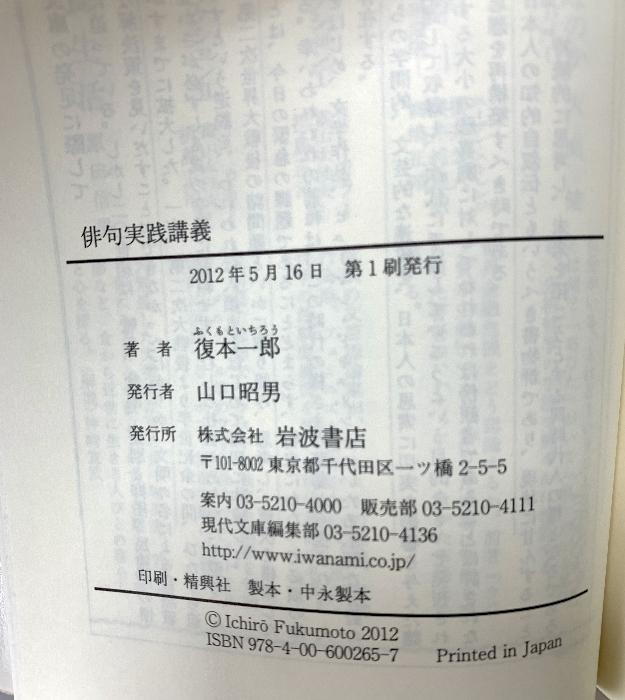 俳句実践講義
2012年5月16日　第1刷発行
ふくもといちろう
著　者　復本一郎
発行者　山口昭男
発行所　株式会社 岩波書店
〒101-8002 東京都千代田区一ツ橋 2-5-5
案内 03-5210-4000　販売部 03-5210-4111
現代文庫編集部 03-5210-4136
http://www.iwanami.co.jp/
印刷・精興社　製本・中永製本
© Ichirō Fukumoto 2012
ISBN 978-4-00-600265-7　Printed in Japan